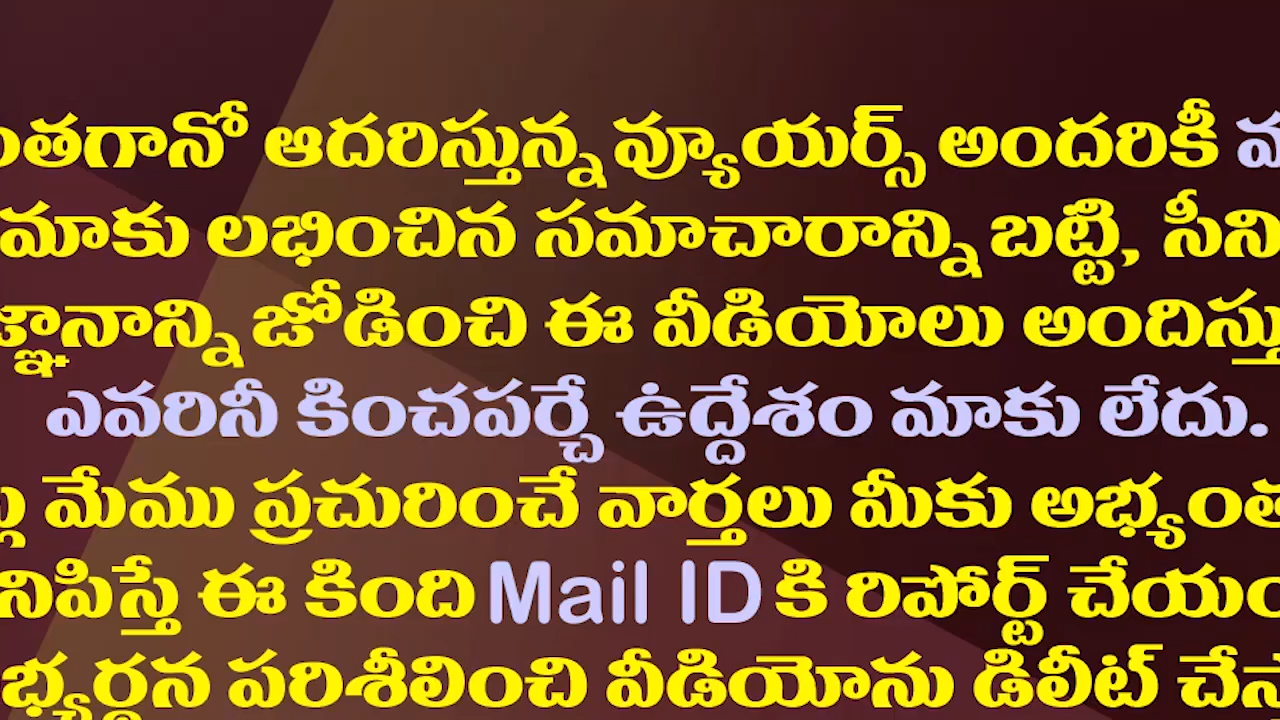 ంతగానో ఆదరిస్తున్న వ్యూయర్స్ అందరికీ
మాకు లభించిన సమాచారాన్ని బట్టి, సిని
జ్ఞానాన్ని జోడించి ఈ వీడియోలు అందిస్తు
ఎవరినీ కించపర్చే ఉద్దేశం మాకు లేదు.
ల్ల మేము ప్రచురించే వార్తలు మీకు అభ్యంత
నిపిస్తే ఈ కింది Mail ID కి రిపోర్ట్ చేయం
భ్యర్థన పరిశీలించి వీడియోను డిలీట్ చేస